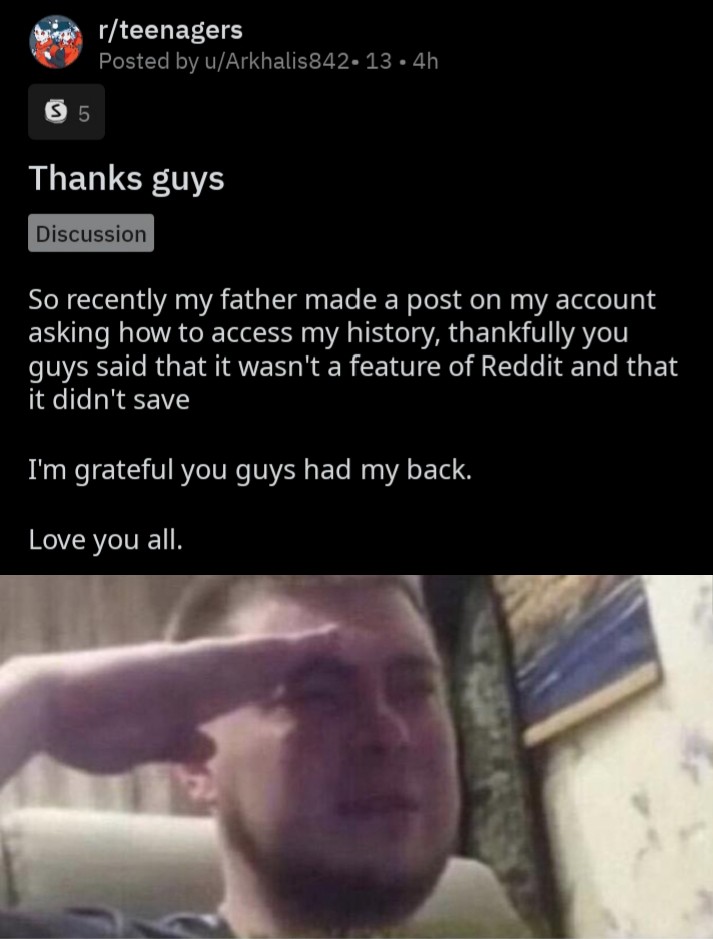 r/teenagers
Posted by u/Arkhalis842• 13 • 4h
S 5
Thanks guys
Discussion
So recently my father made a post on my account
asking how to access my history, thankfully you
guys said that it wasn't a feature of Reddit and that
it didn't save
I'm grateful you guys had my back.
Love you all.